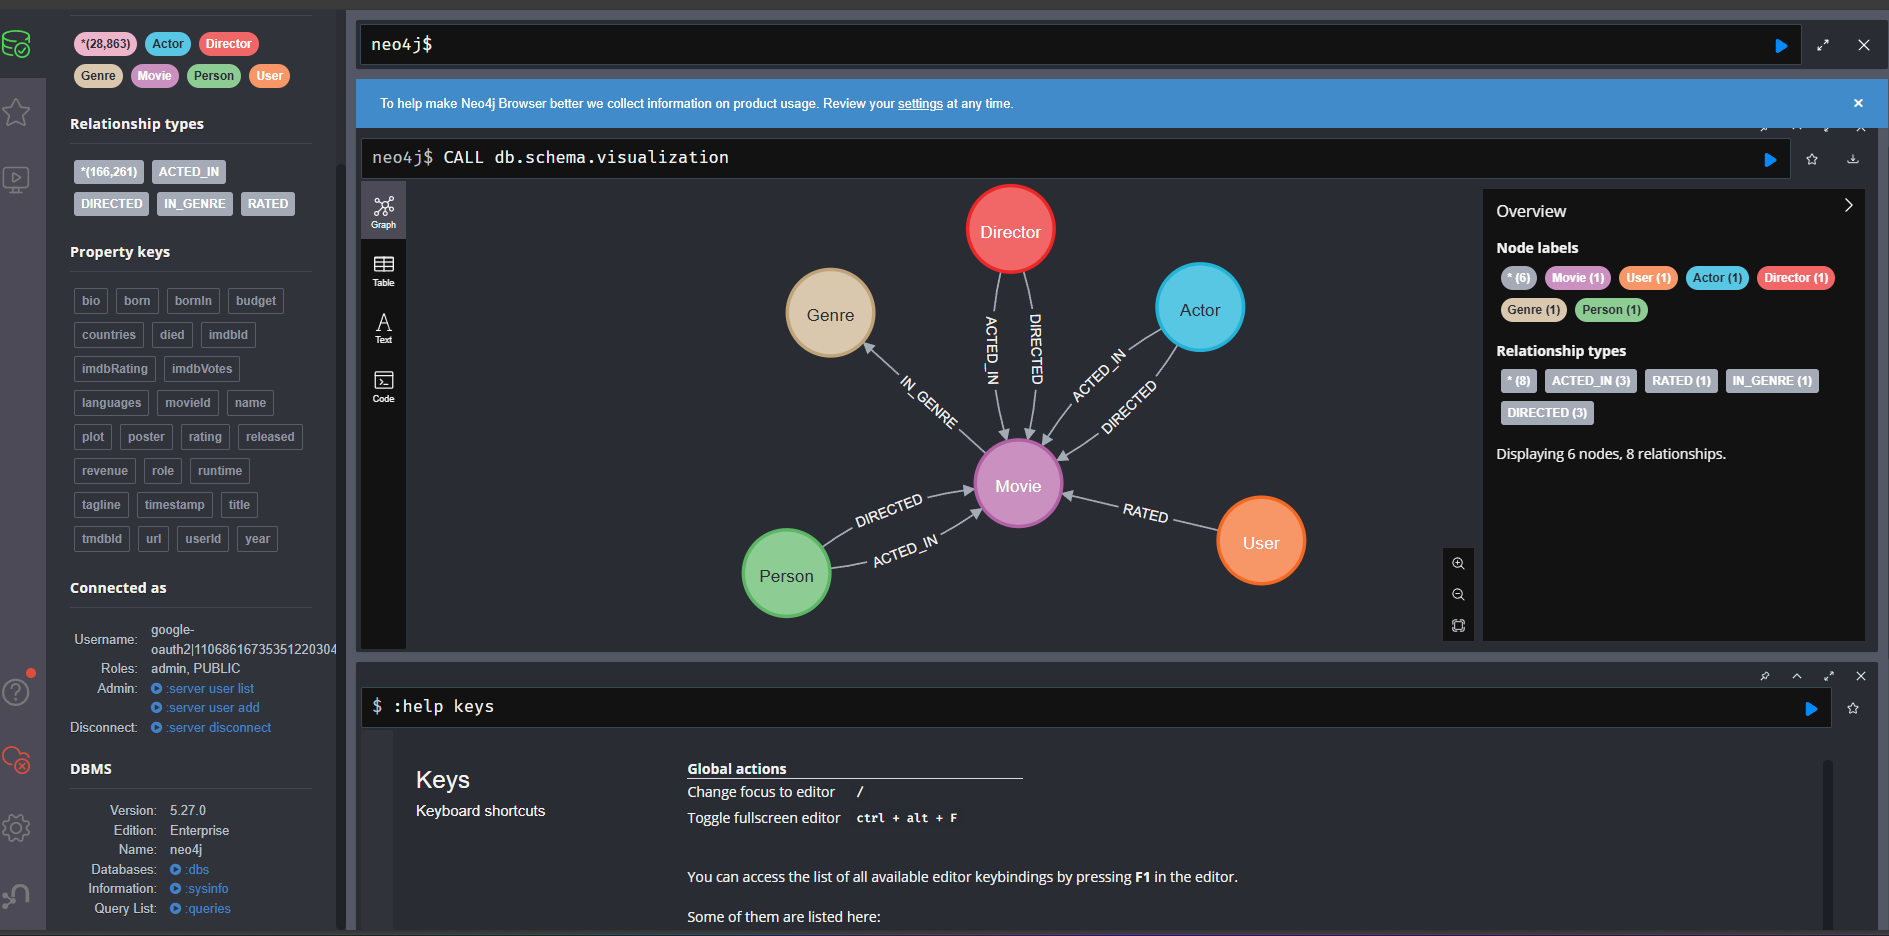 *(28,863) Actor Director
Genre Movie Person User
Relationship types
*(166,261) ACTED_IN
DIRECTED IN_GENRE RATED
Property keys
bio born bornIn budget
countries died imdbId
imdbRating imdbVotes
languages movieId name
plot poster rating released
revenue role runtime
tagline timestamp title
tmdbId url userId year
Connected as
Username: google-
oauth2|11068616735351220304
Roles: admin, PUBLIC
Admin: :server user list
:server user add
Disconnect: :server disconnect
DBMS
Version: 5.27.0
Edition: Enterprise
Name: neo4j
Databases: :dbs
Information: :sysinfo
Query List: :queries
neo4j$
To help make Neo4j Browser better we collect information on product usage. Review your settings at any time.
neo4j$ CALL db.schema.visualization
Graph
Table
Text
Code
Director
Genre
Actor
ACTED_IN
DIRECTED
ACTED_IN
DIRECTED
IN_GENRE
Movie
DIRECTED
ACTED_IN
RATED
Person
User
Overview
Node labels
* (6) Movie (1) User (1) Actor (1) Director (1)
Genre (1) Person (1)
Relationship types
* (8) ACTED_IN (3) RATED (1) IN_GENRE (1)
DIRECTED (3)
Displaying 6 nodes, 8 relationships.
$ :help keys
Keys
Keyboard shortcuts
Global actions
Change focus to editor /
Toggle fullscreen editor ctrl + alt + F
You can access the list of all available editor keybindings by pressing F1 in the editor.
Some of them are listed here: